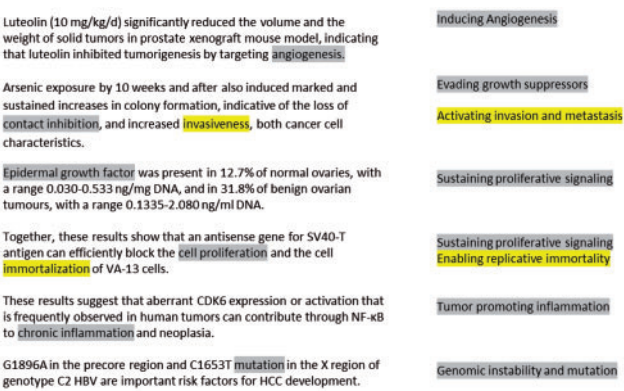 Luteolin (10 mg/kg/d) significantly reduced the volume and the
weight of solid tumors in prostate xenograft mouse model, indicating
that luteolin inhibited tumorigenesis by targeting angiogenesis.
Inducing Angiogenesis
Arsenic exposure by 10 weeks and after also induced marked and
sustained increases in colony formation, indicative of the loss of
contact inhibition, and increased invasiveness, both cancer cell
characteristics.
Evading growth suppressors
Activating invasion and metastasis
Epidermal growth factor was present in 12.7% of normal ovaries, with
a range 0.030-0.533 ng/mg DNA, and in 31.8% of benign ovarian
tumours, with a range 0.1335-2.080 ng/ml DNA.
Sustaining proliferative signaling
Together, these results show that an antisense gene for SV40-T
antigen can efficiently block the cell proliferation and the cell
immortalization of VA-13 cells.
Sustaining proliferative signaling
Enabling replicative immortality
These results suggest that aberrant CDK6 expression or activation that
is frequently observed in human tumors can contribute through NF-κB
to chronic inflammation and neoplasia.
Tumor promoting inflammation
G1896A in the precore region and C1653T mutation in the X region of
genotype C2 HBV are important risk factors for HCC development.
Genomic instability and mutation